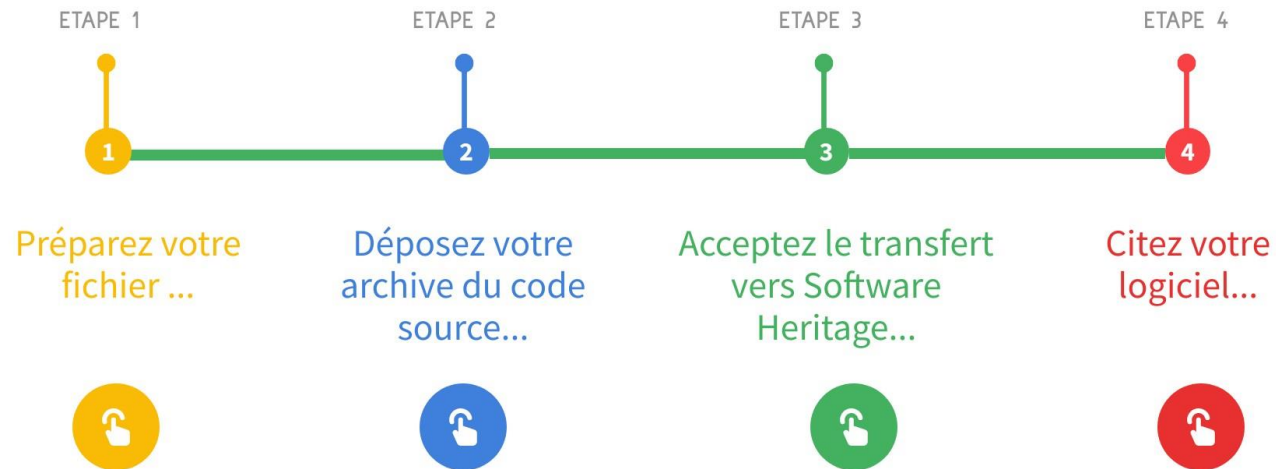 ETAPE 1
ETAPE 2
ETAPE 3
ETAPE 4
1
2
3
4
Préparez votre
fichier ...
Déposez votre
archive du code
source...
Acceptez le transfert
vers Software
Heritage...
Citez votre
logiciel...